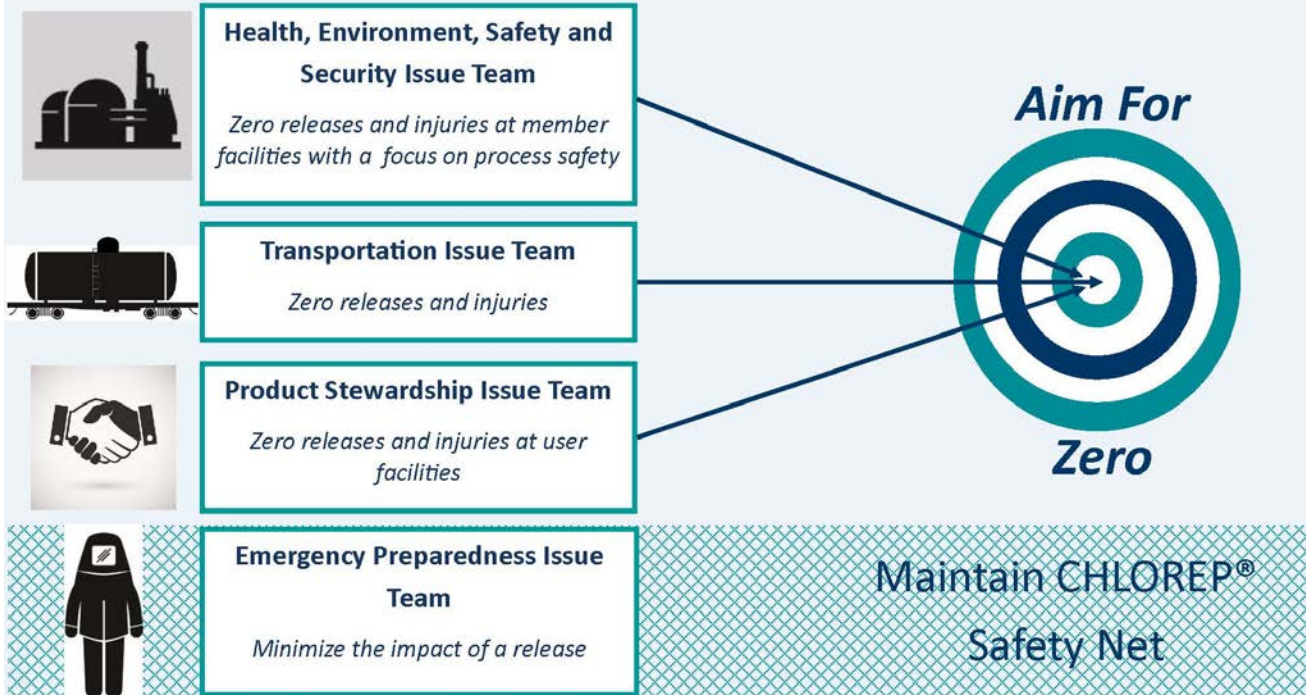 Health, Environment, Safety and
Security Issue Team
Zero releases and injuries at member
facilities with a focus on process safety
Aim For
Transportation Issue Team
Zero releases and injuries
Product Stewardship Issue Team
Zero releases and injuries at user
facilities
Zero
Emergency Preparedness Issue
Team
Minimize the impact of a release
Maintain CHLOREP®
Safety Net